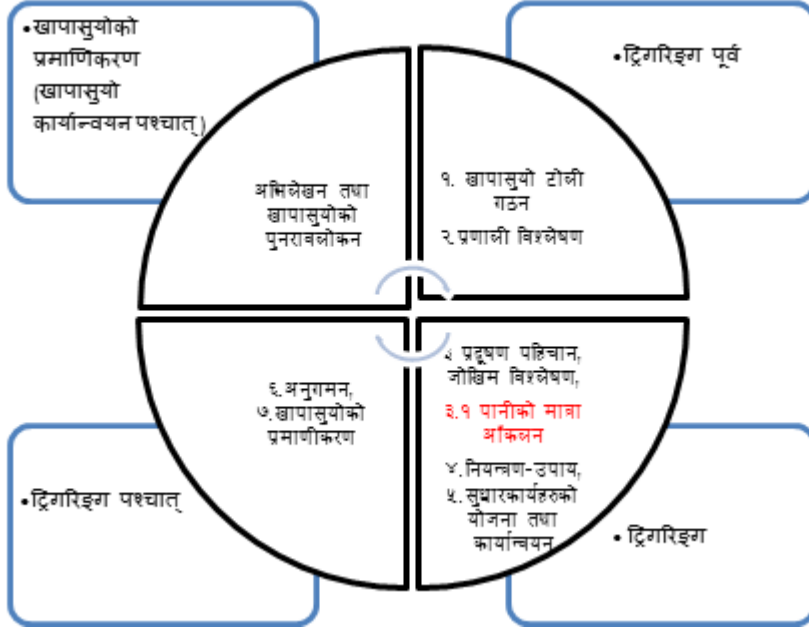 •खापासुयोको
प्रमाणिकरण
(खापासुयो
कार्यान्वयन पश्चात्)
•ट्रिगरिङ्ग पूर्व
अभिलेखन तथा
खापासुयोको
पुनरावलोकन
१. खापासुयो टोली
गठन
२. प्रणाली विश्लेषण
३ प्रदूषण पहिचान,
जोखिम विश्लेषण,
३.१ पानीको मात्रा
आँकलन
४. नियन्त्रण-उपाय,
५. सुधारकार्यहरुको
योजना तथा
कार्यान्वयन
६. अनुगमन,
७. खापासुयोको
प्रमाणीकरण
•ट्रिगरिङ्ग पश्चात्
• ट्रिगरिङ्ग